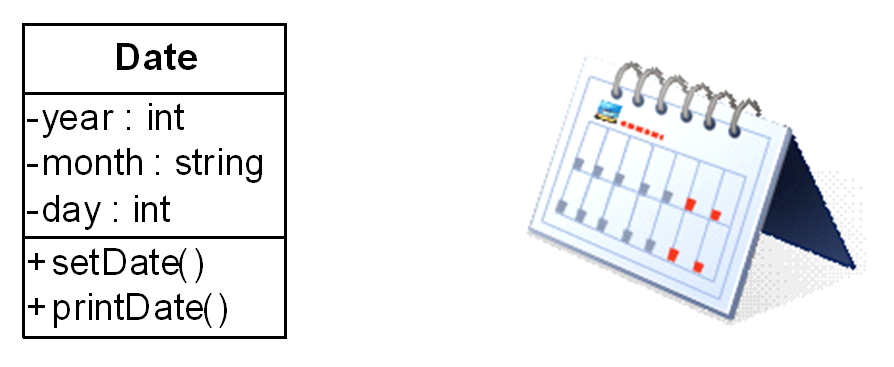 Date
-year : int
-month : string
-day : int
+setDate()
+printDate()